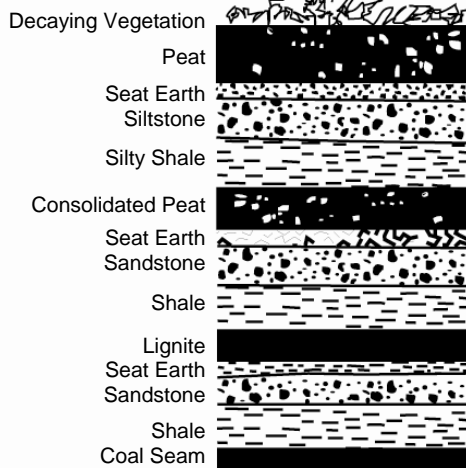 Decaying Vegetation
Peat
Seat Earth
Siltstone
Silty Shale
Consolidated Peat
Seat Earth
Sandstone
Shale
Lignite
Seat Earth
Sandstone
Shale
Coal Seam